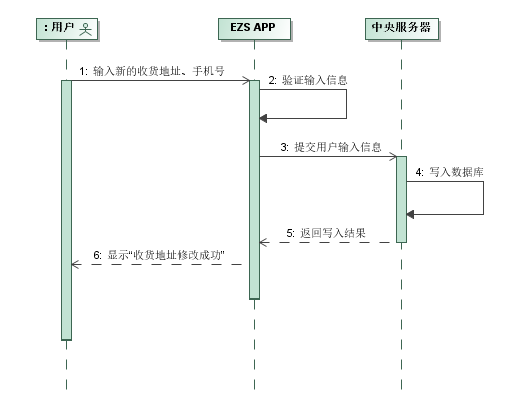 : 用户
EZS APP
中央服务器
1: 输入新的收货地址、手机号
2: 验证输入信息
3: 提交用户输入信息
4: 写入数据库
5: 返回写入结果
6: 显示“收货地址修改成功”